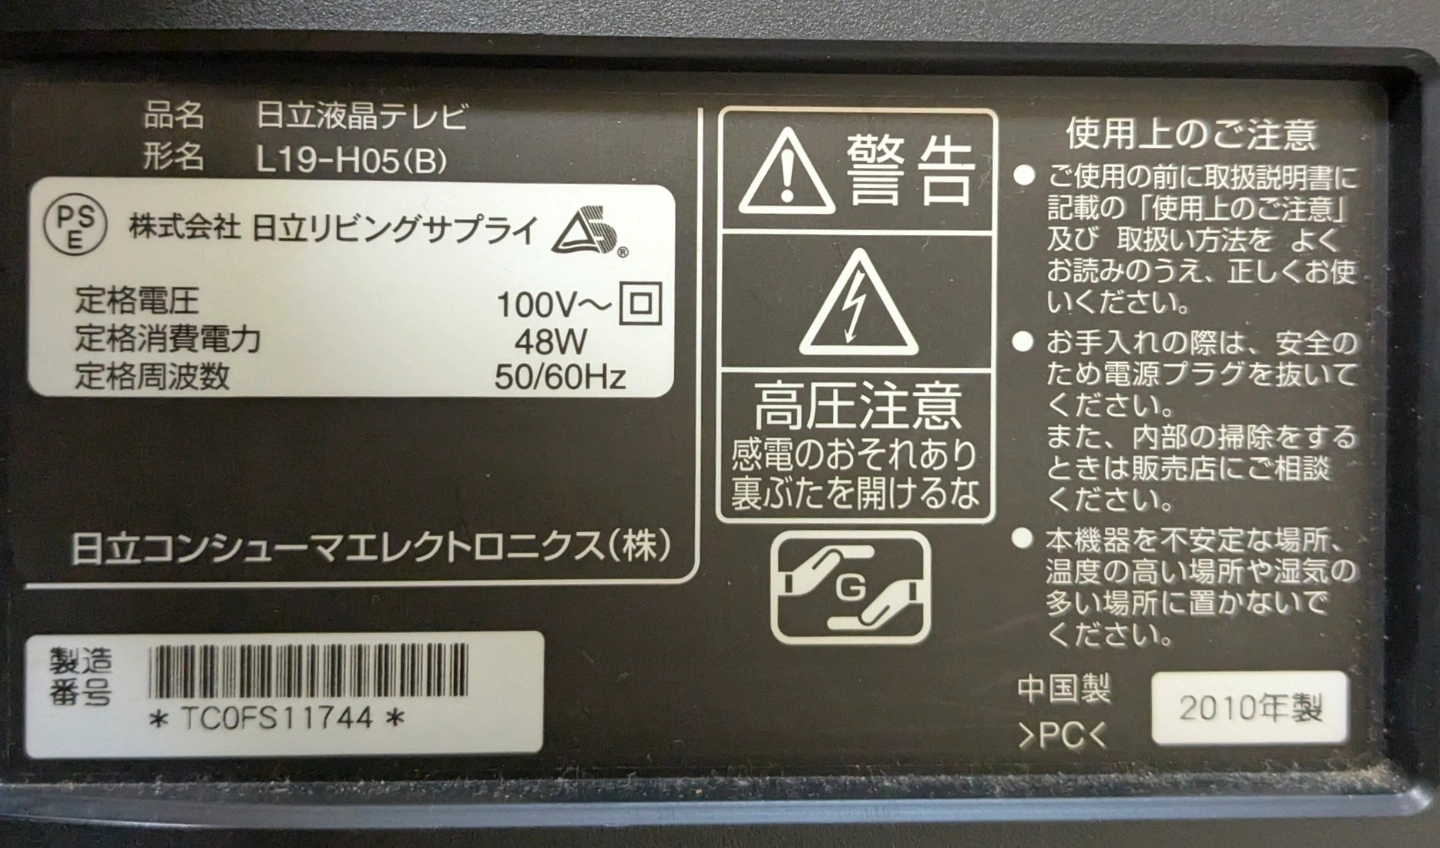 品名 日立液晶テレビ
形名 L19-H05(B)
PS
E
株式会社 日立リビングサプライ
®
定格電圧 100V～
定格消費電力 48W
定格周波数 50/60Hz
日立コンシューマエレクトロニクス(株)
製造
番号
* TC0FS11744 *
警告
高圧注意
感電のおそれあり
裏ぶたを開けるな
G
使用上のご注意
● ご使用の前に取扱説明書に
記載の「使用上のご注意」
及び 取扱い方法を よく
お読みのうえ、正しくお使
いください。
● お手入れの際は、安全の
ため電源プラグを抜いて
ください。
また、内部の掃除をする
ときは販売店にご相談
ください。
● 本機器を不安定な場所、
温度の高い場所や湿気の
多い場所に置かないで
ください。
中国製
>PC<
2010年製